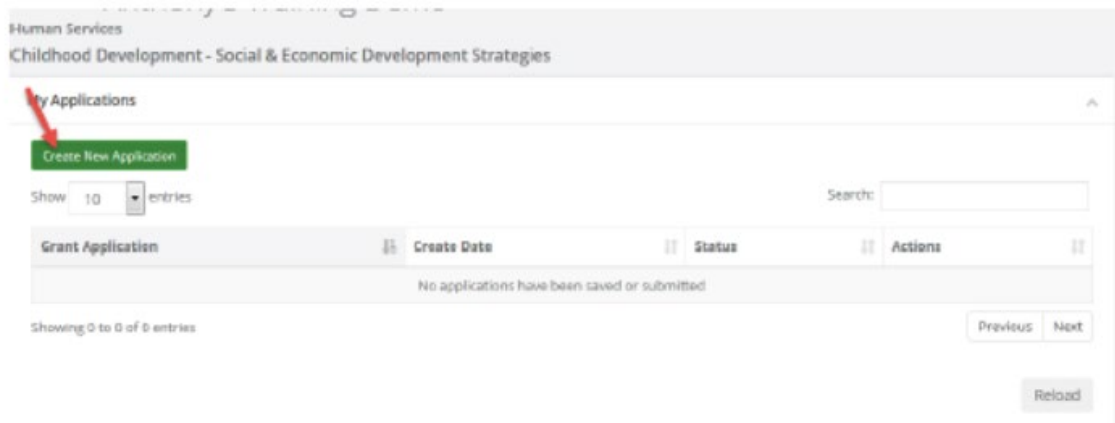 Human Services
Childhood Development - Social & Economic Development Strategies
My Applications
Create New Application
Show 10 entries Search:
Grant Application Create Date Status Actions
No applications have been saved or submitted
Showing 0 to 0 of 0 entries Previous Next
Reload